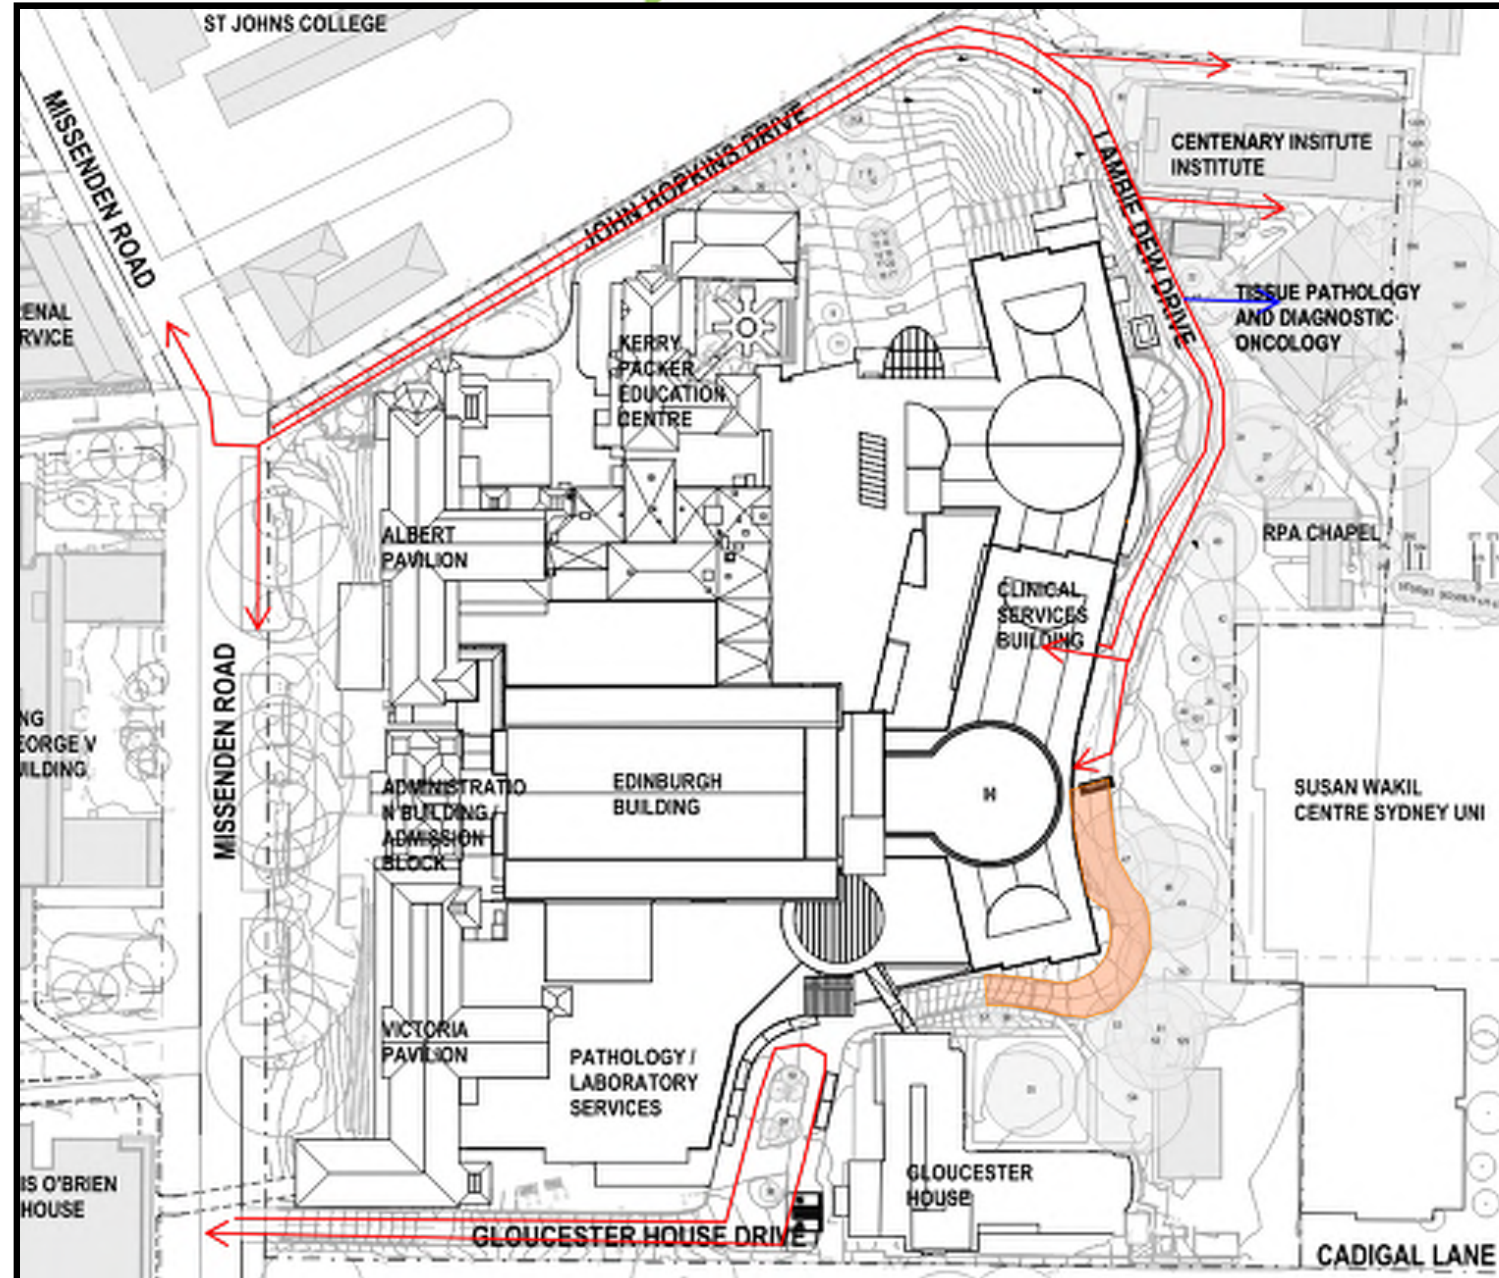 ST JOHNS COLLEGE
MISSENDEN ROAD
JOHN HOPKINS DRIVE
LAMBIE DEW DRIVE
CENTENARY INSITUTE
INSTITUTE
TISSUE PATHOLOGY
AND DIAGNOSTIC
ONCOLOGY
RENAL
RVICE
KERRY
PACKER
EDUCATION
CENTRE
ALBERT
PAVILION
RPA CHAPEL
CLINICAL
SERVICES
BUILDING
MISSENDEN ROAD
NG
EORGE V
ILDING
ADMINISTRATIO
N BUILDING /
ADMISSION
BLOCK
EDINBURGH
BUILDING
H
SUSAN WAKIL
CENTRE SYDNEY UNI
VICTORIA
PAVILION
PATHOLOGY /
LABORATORY
SERVICES
GLOUCESTER
HOUSE
IS O'BRIEN
HOUSE
GLOUCESTER HOUSE DRIVE
CADIGAL LANE